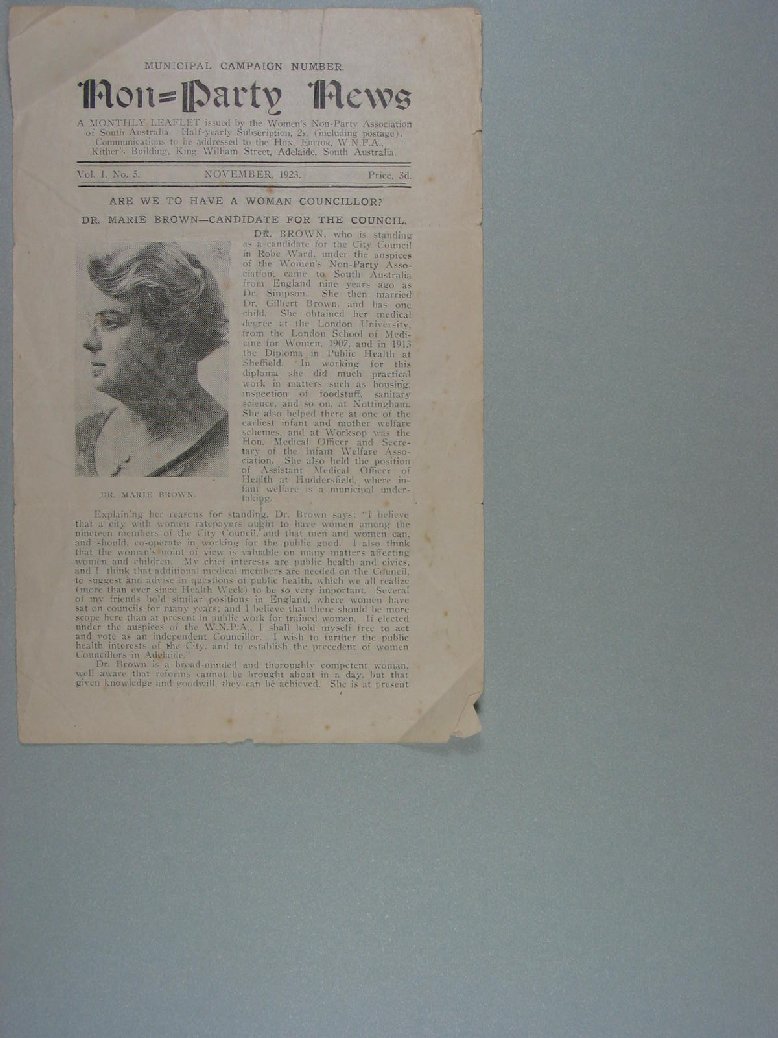 MUNICIPAL CAMPAIGN NUMBER
Non=Party News
A MONTHLY LEAFLET issued by the Women's Non-Party Association
of South Australia. Half-yearly Subscription, 2s. (including postage).
Communications to be addressed to the Hon. Editor, W.N.P.A.,
Kither's Building, King William Street, Adelaide, South Australia.
Vol. I. No. 5. NOVEMBER, 1923. Price, 3d.
ARE WE TO HAVE A WOMAN COUNCILLOR?
DR. MARIE BROWN—CANDIDATE FOR THE COUNCIL.
DR. BROWN, who is standing
as a candidate for the City Council
in Robe Ward, under the auspices
of the Women's Non-Party Asso-
ciation, came to South Australia
from England nine years ago as
Dr. Simpson. She then married
Dr. Gilbert Brown, and has one
child. She obtained her medical
degree at the London University,
from the London School of Medi-
cine for Women, 1907, and in 1913
the Diploma in Public Health at
Sheffield. In working for this
diploma she did much practical
work in matters such as housing,
inspection of foodstuff, sanitary
science, and so on, at Nottingham.
She also helped there at one of the
earliest infant and mother welfare
schemes, and at Worksop was the
Hon. Medical Officer and Secre-
tary of the Infant Welfare Asso-
ciation. She also held the position
of Assistant Medical Officer of
Health at Huddersfield, where in-
fant welfare is a municipal under-
taking.
DR. MARIE BROWN.
Explaining her reasons for standing, Dr. Brown says: "I believe
that a city with women ratepayers ought to have women among the
nineteen members of the City Council, and that men and women can,
and should, co-operate in working for the public good. I also think
that the woman's point of view is valuable on many matters affecting
women and children. My chief interests are public health and civics,
and I think that additional medical members are needed on the Council,
to suggest and advise in questions of public health, which we all realize
(more than ever since Health Week) to be so very important. Several
of my friends hold similar positions in England, where women have
sat on councils for many years; and I believe that there should be more
scope here than at present in public work for trained women. If elected
under the auspices of the W.N.P.A., I shall hold myself free to act
and vote as an independent Councillor. I wish to further the public
health interests of the City, and to establish the precedent of women
Councillors in Adelaide.
Dr. Brown is a broad-minded and thoroughly competent woman,
well aware that reforms cannot be brought about in a day, but that
given knowledge and goodwill they can be achieved. She is at present